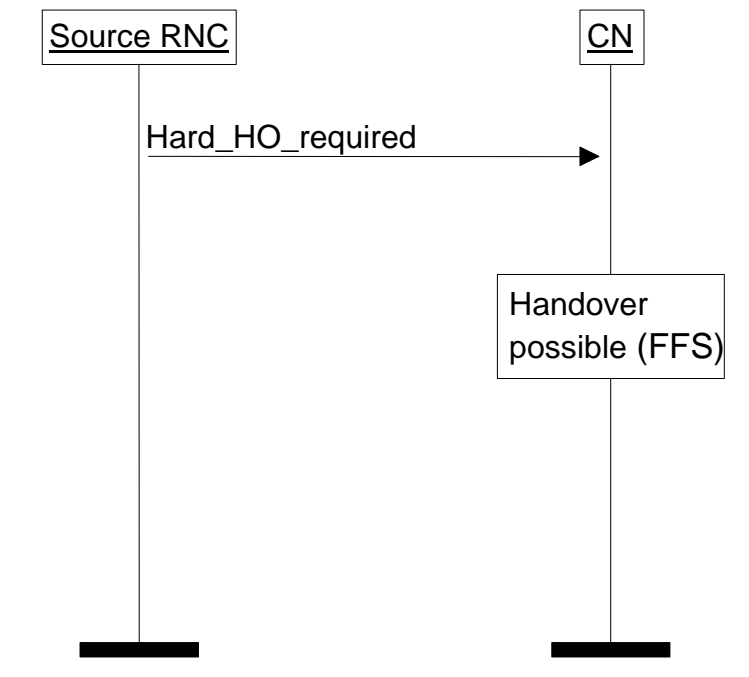 Source RNC
CN
Hard_HO_required
Handover
possible (FFS)